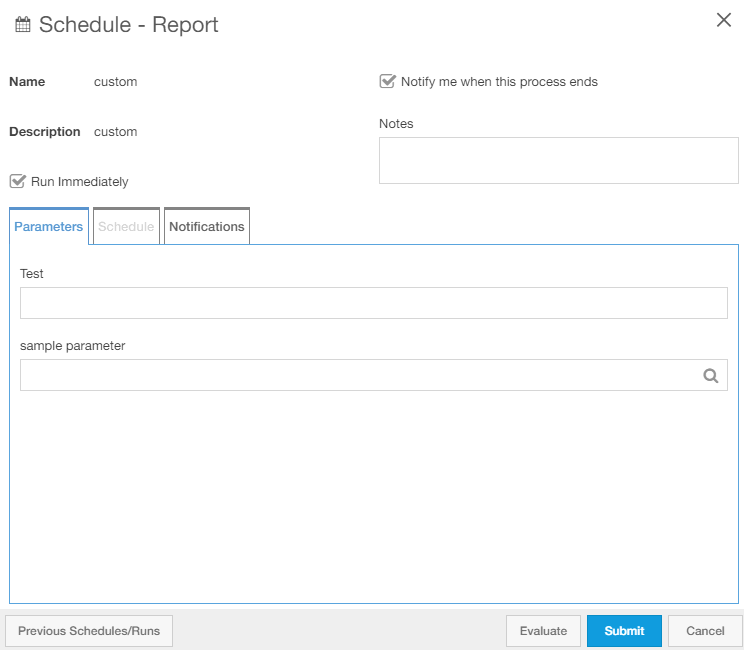 Schedule - Report
Name custom
Notify me when this process ends
Description custom
Notes
Run Immediately
Parameters Schedule Notifications
Test
sample parameter
Previous Schedules/Runs Evaluate Submit Cancel